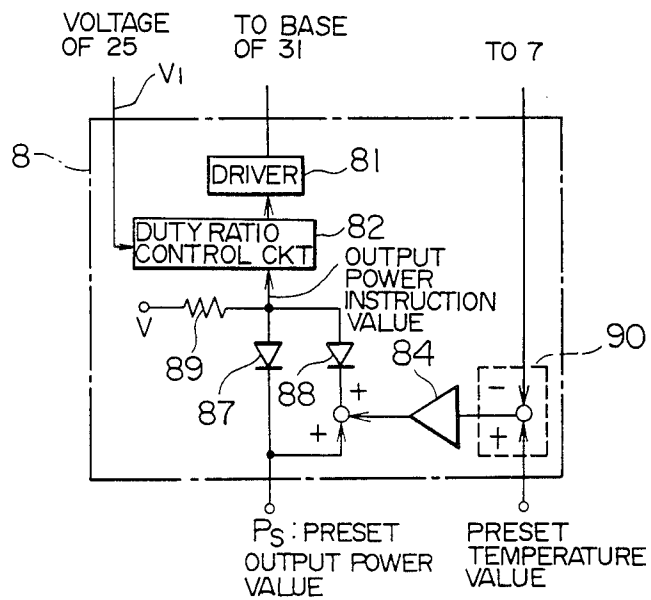 VOLTAGE
OF 25
TO BASE
OF 31
TO 7
V1
8
DRIVER
81
DUTY RATIO
CONTROL CKT
82
OUTPUT
POWER
INSTRUCTION
VALUE
V
89
87
88
84
90
+
+
−
+
PS : PRESET
OUTPUT POWER
VALUE
PRESET
TEMPERATURE
VALUE